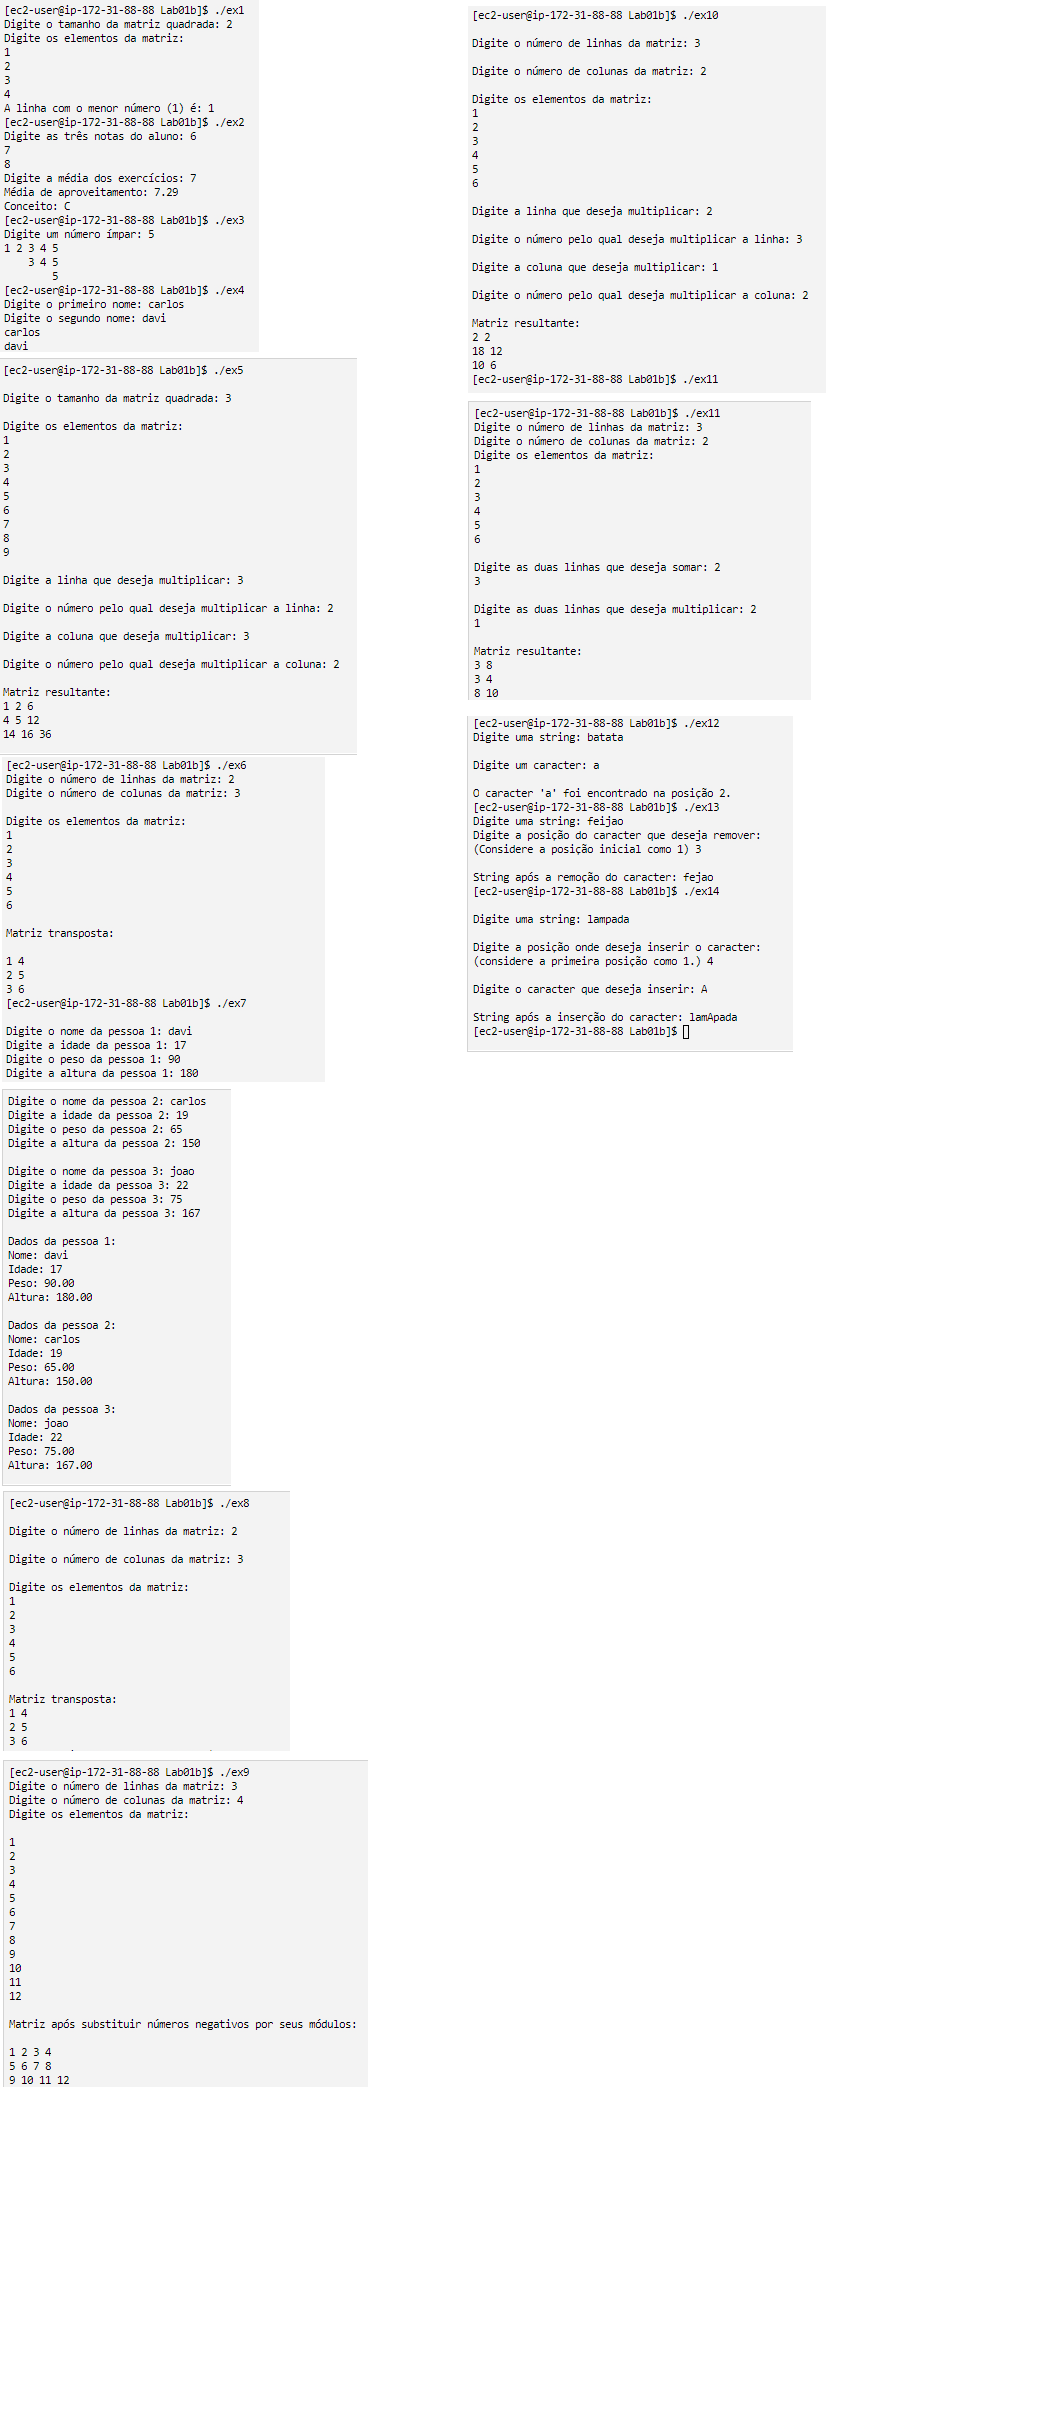 [ec2-user@ip-172-31-88-88 Lab01b]$ ./ex1
Digite o tamanho da matriz quadrada: 2
Digite os elementos da matriz:
1
2
3
4
A linha com o menor número (1) é: 1
[ec2-user@ip-172-31-88-88 Lab01b]$ ./ex2
Digite as três notas do aluno: 6
7
8
Digite a média dos exercícios: 7
Média de aproveitamento: 7.29
Conceito: C
[ec2-user@ip-172-31-88-88 Lab01b]$ ./ex3
Digite um número ímpar: 5
1 2 3 4 5
    3 4 5
        5
[ec2-user@ip-172-31-88-88 Lab01b]$ ./ex4
Digite o primeiro nome: carlos
Digite o segundo nome: davi
carlos
davi
[ec2-user@ip-172-31-88-88 Lab01b]$ ./ex5
Digite o tamanho da matriz quadrada: 3
Digite os elementos da matriz:
1
2
3
4
5
6
7
8
9
Digite a linha que deseja multiplicar: 3
Digite o número pelo qual deseja multiplicar a linha: 2
Digite a coluna que deseja multiplicar: 3
Digite o número pelo qual deseja multiplicar a coluna: 2
Matriz resultante:
1 2 6
4 5 12
14 16 36
[ec2-user@ip-172-31-88-88 Lab01b]$ ./ex6
Digite o número de linhas da matriz: 2
Digite o número de colunas da matriz: 3
Digite os elementos da matriz:
1
2
3
4
5
6
Matriz transposta:
1 4
2 5
3 6
[ec2-user@ip-172-31-88-88 Lab01b]$ ./ex7
Digite o nome da pessoa 1: davi
Digite a idade da pessoa 1: 17
Digite o peso da pessoa 1: 90
Digite a altura da pessoa 1: 180
Digite o nome da pessoa 2: carlos
Digite a idade da pessoa 2: 19
Digite o peso da pessoa 2: 65
Digite a altura da pessoa 2: 150
Digite o nome da pessoa 3: joao
Digite a idade da pessoa 3: 22
Digite o peso da pessoa 3: 75
Digite a altura da pessoa 3: 167
Dados da pessoa 1:
Nome: davi
Idade: 17
Peso: 90.00
Altura: 180.00
Dados da pessoa 2:
Nome: carlos
Idade: 19
Peso: 65.00
Altura: 150.00
Dados da pessoa 3:
Nome: joao
Idade: 22
Peso: 75.00
Altura: 167.00
[ec2-user@ip-172-31-88-88 Lab01b]$ ./ex8
Digite o número de linhas da matriz: 2
Digite o número de colunas da matriz: 3
Digite os elementos da matriz:
1
2
3
4
5
6
Matriz transposta:
1 4
2 5
3 6
[ec2-user@ip-172-31-88-88 Lab01b]$ ./ex9
Digite o número de linhas da matriz: 3
Digite o número de colunas da matriz: 4
Digite os elementos da matriz:
1
2
3
4
5
6
7
8
9
10
11
12
Matriz após substituir números negativos por seus módulos:
1 2 3 4
5 6 7 8
9 10 11 12
[ec2-user@ip-172-31-88-88 Lab01b]$ ./ex10
Digite o número de linhas da matriz: 3
Digite o número de colunas da matriz: 2
Digite os elementos da matriz:
1
2
3
4
5
6
Digite a linha que deseja multiplicar: 2
Digite o número pelo qual deseja multiplicar a linha: 3
Digite a coluna que deseja multiplicar: 1
Digite o número pelo qual deseja multiplicar a coluna: 2
Matriz resultante:
2 2
18 12
10 6
[ec2-user@ip-172-31-88-88 Lab01b]$ ./ex11
[ec2-user@ip-172-31-88-88 Lab01b]$ ./ex11
Digite o número de linhas da matriz: 3
Digite o número de colunas da matriz: 2
Digite os elementos da matriz:
1
2
3
4
5
6
Digite as duas linhas que deseja somar: 2
3
Digite as duas linhas que deseja multiplicar: 2
1
Matriz resultante:
3 8
3 4
8 10
[ec2-user@ip-172-31-88-88 Lab01b]$ ./ex12
Digite uma string: batata
Digite um caracter: a
O caracter 'a' foi encontrado na posição 2.
[ec2-user@ip-172-31-88-88 Lab01b]$ ./ex13
Digite uma string: feijao
Digite a posição do caracter que deseja remover:
(Considere a posição inicial como 1) 3
String após a remoção do caracter: fejao
[ec2-user@ip-172-31-88-88 Lab01b]$ ./ex14
Digite uma string: lampada
Digite a posição onde deseja inserir o caracter:
(considere a primeira posição como 1.) 4
Digite o caracter que deseja inserir: A
String após a inserção do caracter: lamApada
[ec2-user@ip-172-31-88-88 Lab01b]$